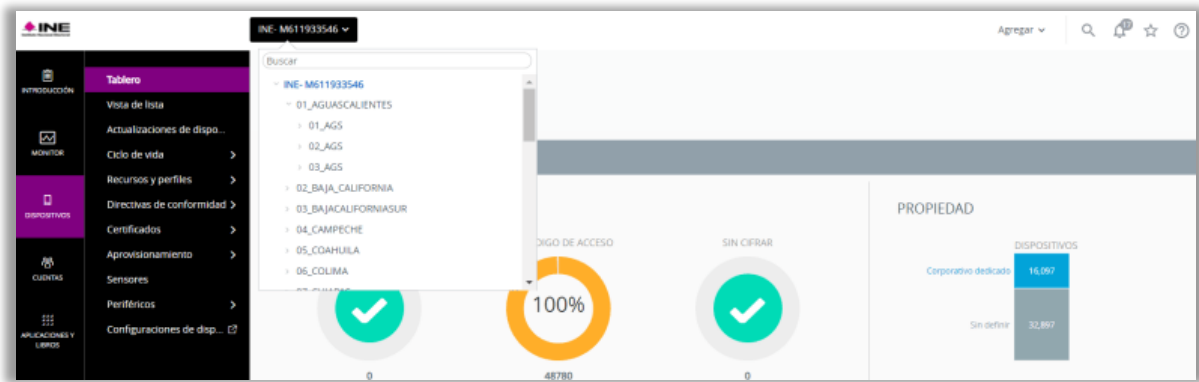 INE
INE- M611933546
Agregar
Buscar
INTRODUCCIÓN
MONITOR
DISPOSITIVOS
CUENTAS
APLICACIONES Y
LIBROS
Tablero
Vista de lista
Actualizaciones de dispo...
Ciclo de vida
Recursos y perfiles
Directivas de conformidad
Certificados
Aprovisionamiento
Sensores
Periféricos
Configuraciones de disp...
INE- M611933546
01_AGUASCALIENTES
01_AGS
02_AGS
03_AGS
02_BAJA_CALIFORNIA
03_BAJACALIFORNIASUR
04_CAMPECHE
05_COAHUILA
06_COLIMA
DIGO DE ACCESO
SIN CIFRAR
100%
0
48780
0
PROPIEDAD
DISPOSITIVOS
Corporativo dedicado
16,097
Sin definir
32,897